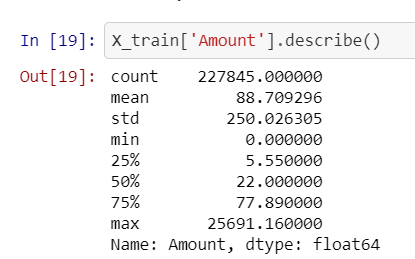 In [19]: X_train['Amount'].describe()
Out[19]: count    227845.000000
mean         88.709296
std         250.026305
min           0.000000
25%           5.550000
50%          22.000000
75%          77.890000
max       25691.160000
Name: Amount, dtype: float64